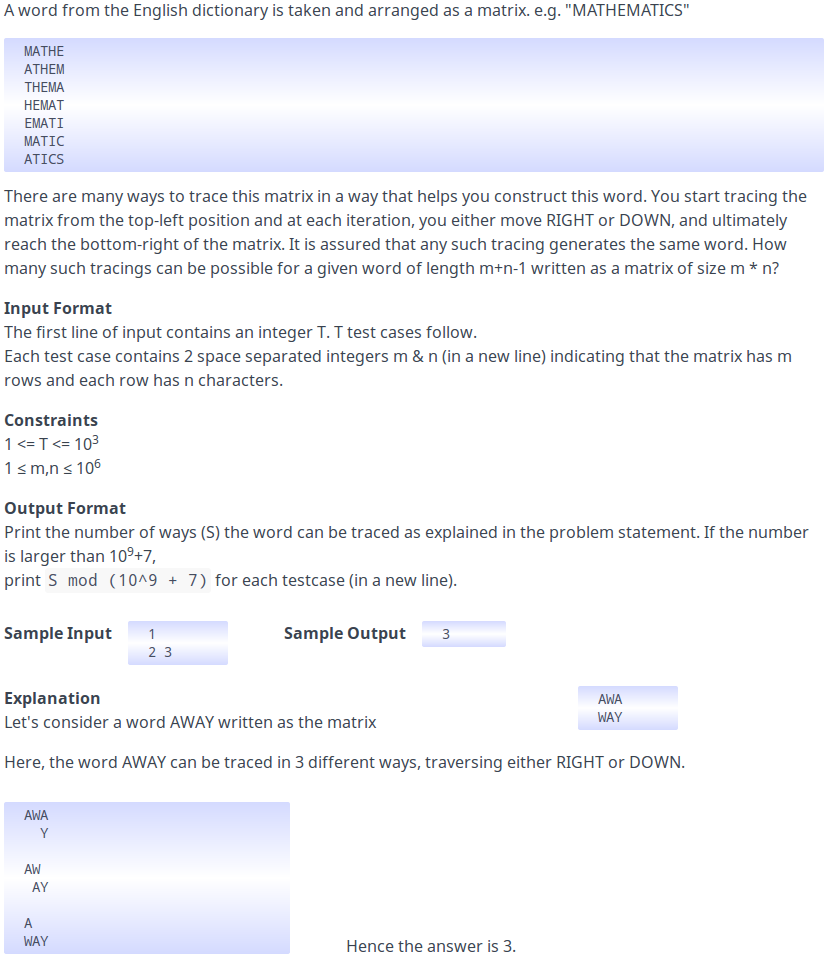 A word from the English dictionary is taken and arranged as a matrix. e.g. "MATHEMATICS"
MATHE
ATHEM
THEMA
HEMAT
EMATI
MATIC
ATICS
There are many ways to trace this matrix in a way that helps you construct this word. You start tracing the
matrix from the top-left position and at each iteration, you either move RIGHT or DOWN, and ultimately
reach the bottom-right of the matrix. It is assured that any such tracing generates the same word. How
many such tracings can be possible for a given word of length m+n-1 written as a matrix of size m * n?
Input Format
The first line of input contains an integer T. T test cases follow.
Each test case contains 2 space separated integers m & n (in a new line) indicating that the matrix has m
rows and each row has n characters.
Constraints
1 <= T <= 10³
1 ≤ m,n ≤ 10⁶
Output Format
Print the number of ways (S) the word can be traced as explained in the problem statement. If the number
is larger than 10⁹+7,
print S mod (10^9 + 7) for each testcase (in a new line).
Sample Input
1
2 3
Sample Output
3
Explanation
Let's consider a word AWAY written as the matrix
AWA
WAY
Here, the word AWAY can be traced in 3 different ways, traversing either RIGHT or DOWN.
AWA
  Y
AW
 AY
A
WAY
Hence the answer is 3.